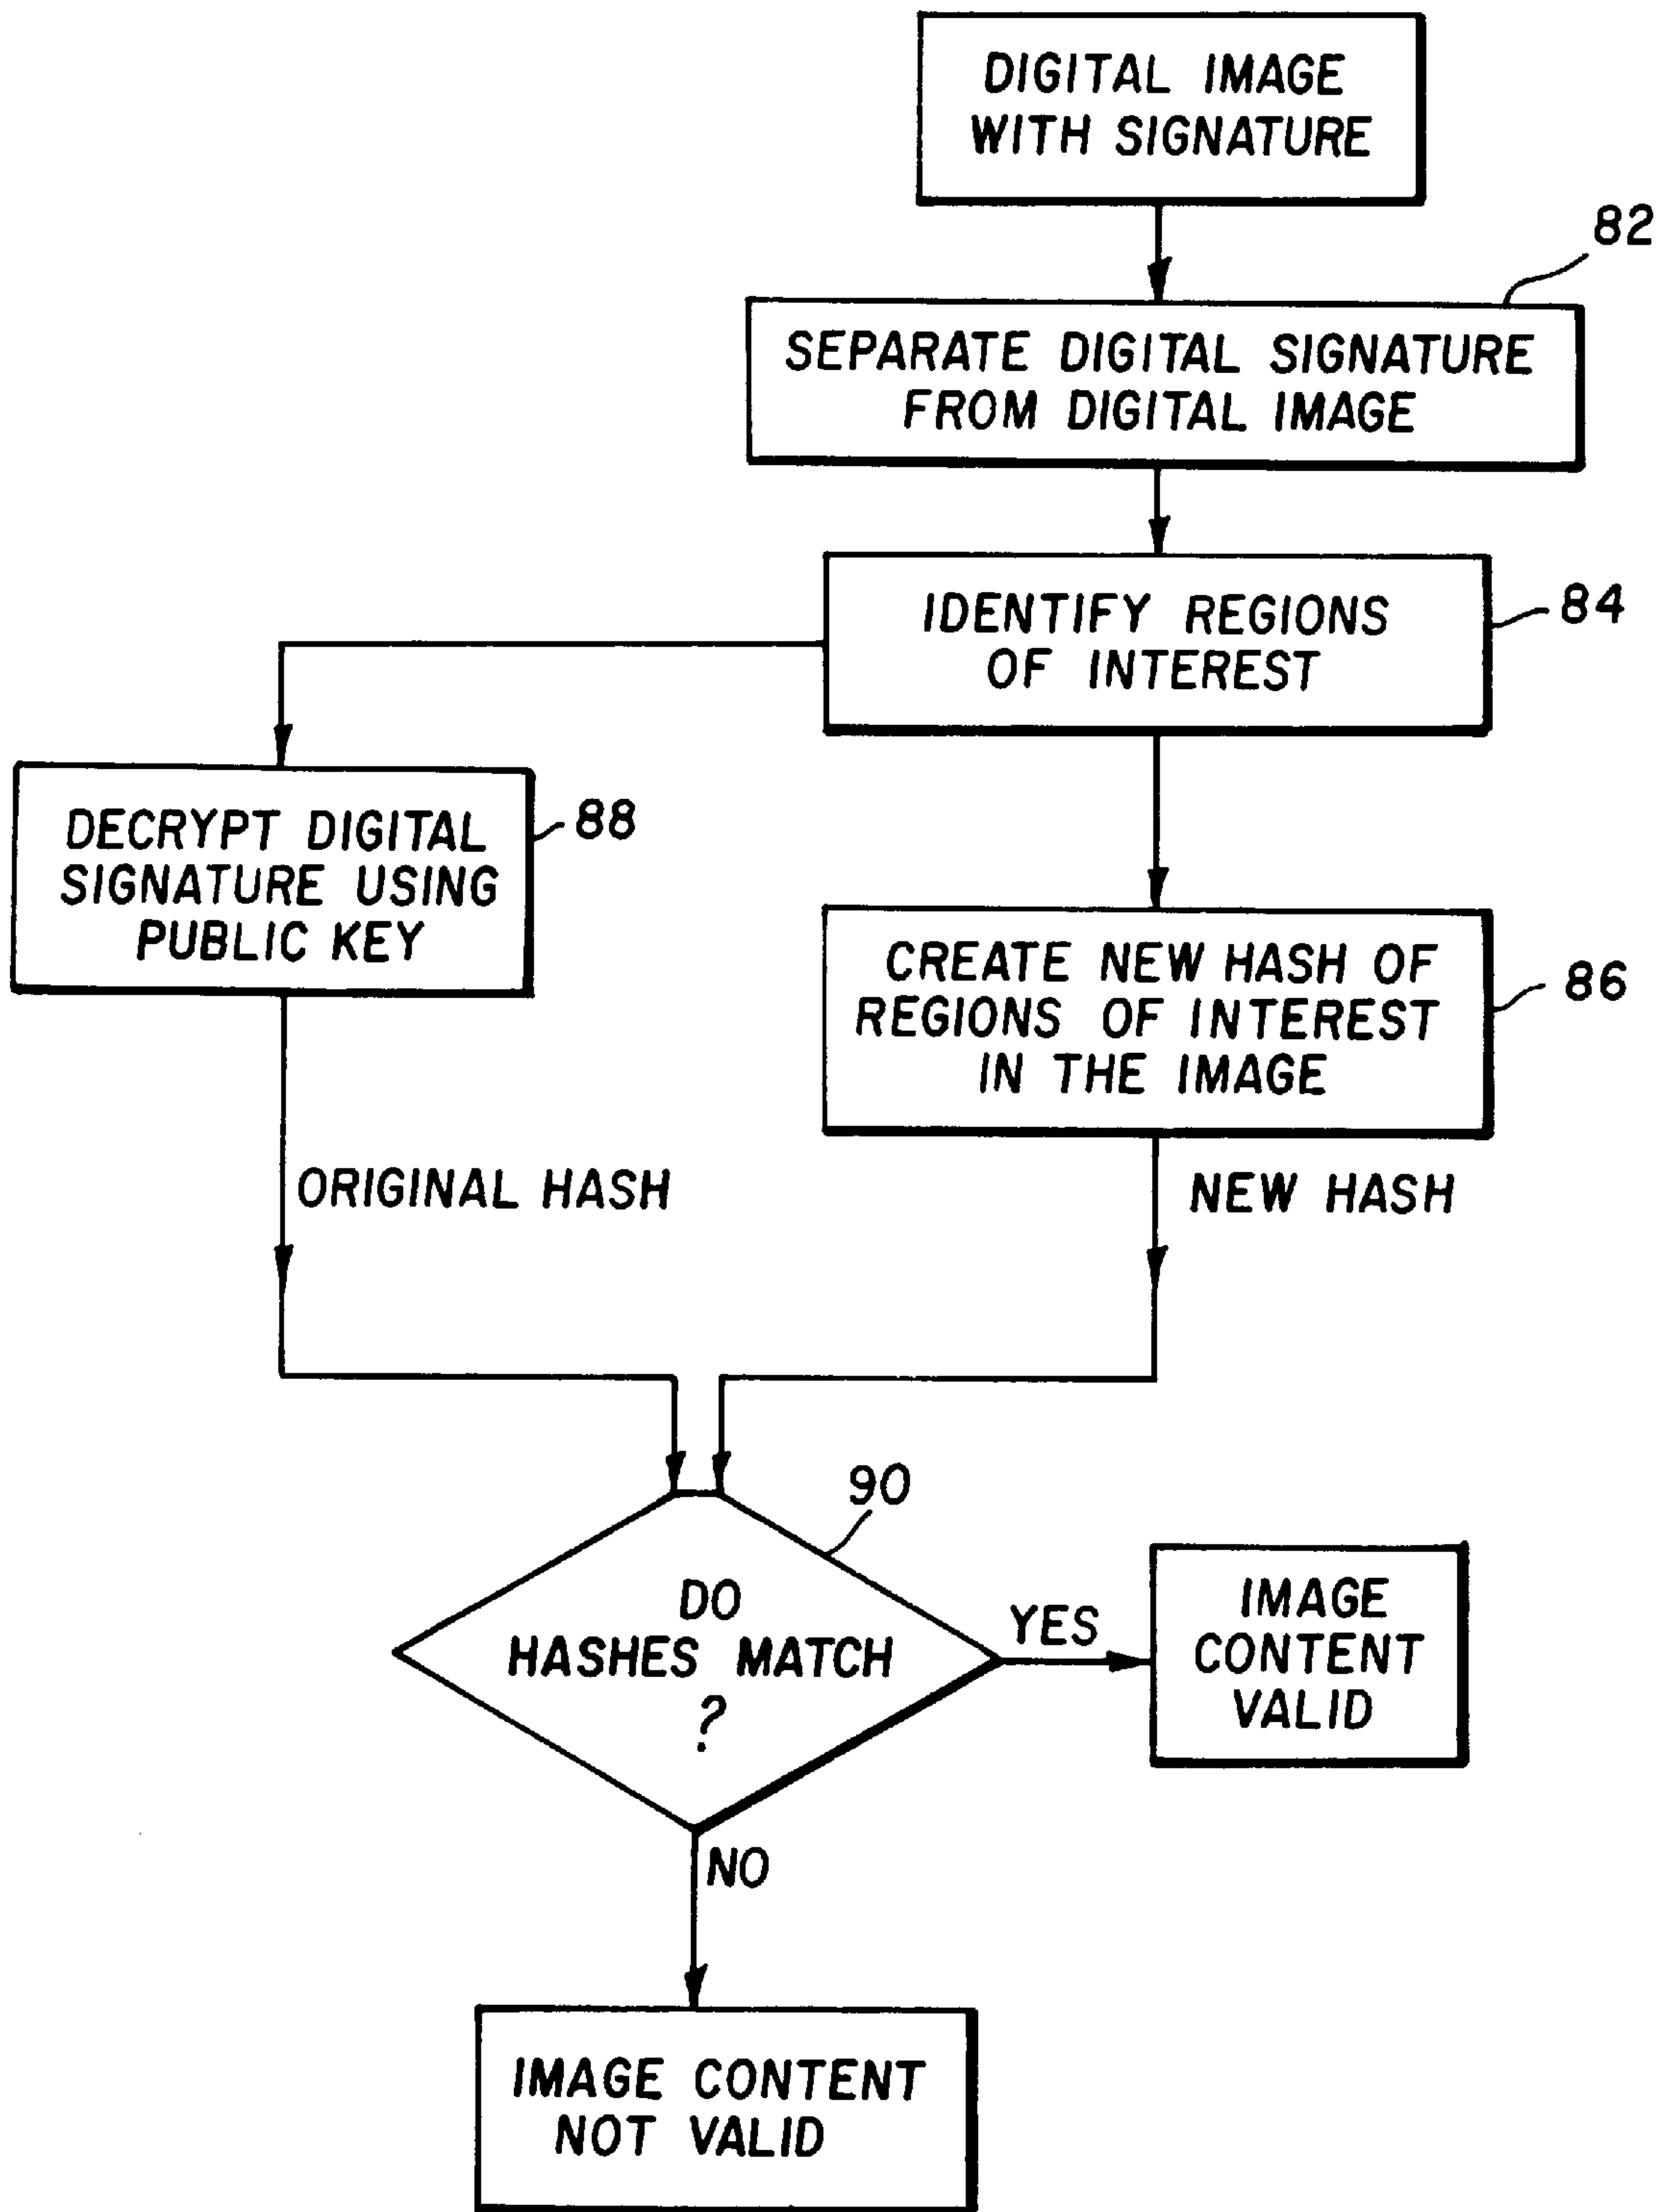 DIGITAL IMAGE
WITH SIGNATURE
82
SEPARATE DIGITAL SIGNATURE
FROM DIGITAL IMAGE
IDENTIFY REGIONS
OF INTEREST
84
DECRYPT DIGITAL
SIGNATURE USING
PUBLIC KEY
88
CREATE NEW HASH OF
REGIONS OF INTEREST
IN THE IMAGE
86
ORIGINAL HASH
NEW HASH
90
DO
HASHES MATCH
?
YES
IMAGE
CONTENT
VALID
NO
IMAGE CONTENT
NOT VALID